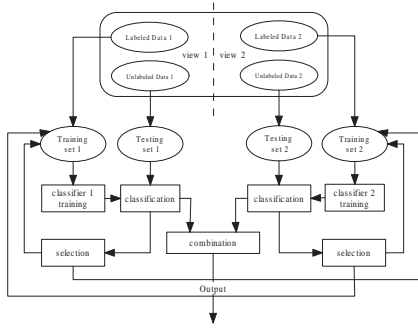 Labeled Data 1
Labeled Data 2
view 1
view 2
Unlabeled Data 1
Unlabeled Data 2
Training
set 1
Testing
set 1
Testing
set 2
Training
set 2
classifier 1
training
classification
classification
classifier 2
training
combination
selection
selection
Output